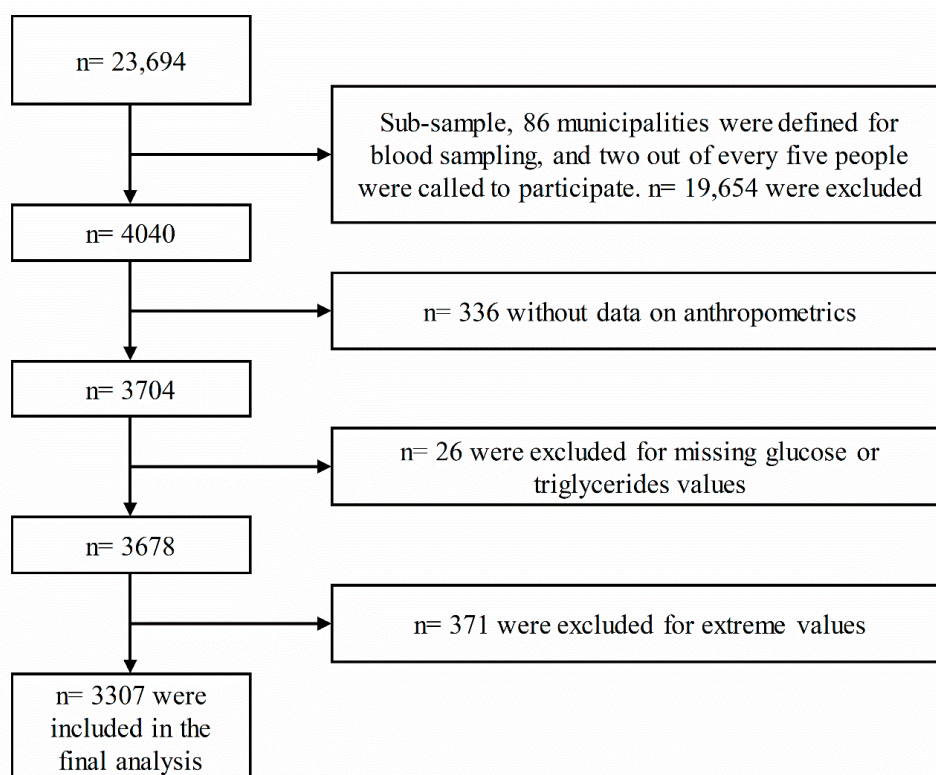 n= 23,694
Sub-sample, 86 municipalities were defined for
blood sampling, and two out of every five people
were called to participate. n= 19,654 were excluded
n= 4040
n= 336 without data on anthropometrics
n= 3704
n= 26 were excluded for missing glucose or
triglycerides values
n= 3678
n= 371 were excluded for extreme values
n= 3307 were
included in the
final analysis